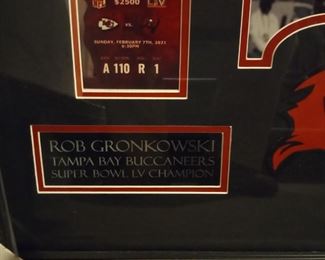 NFL $2500 LV
VS.
SUNDAY, FEBRUARY 7TH, 2021
6:30PM
A 110 R 1
ROB GRONKOWSKI
TAMPA BAY BUCCANEERS
SUPER BOWL LV CHAMPION